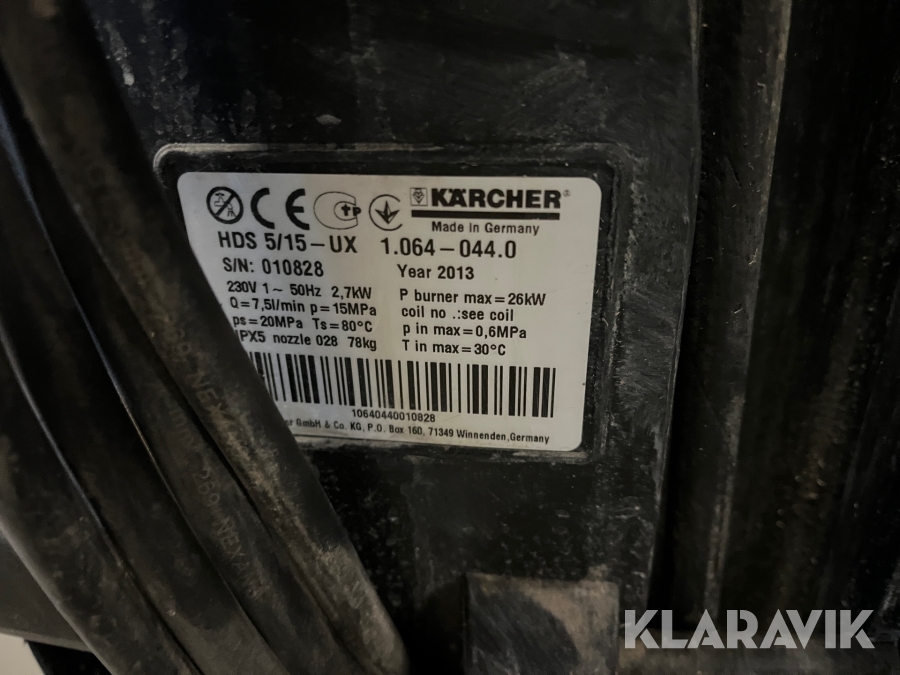 KÄRCHER®
Made in Germany
HDS 5/15-UX 1.064-044.0
S/N: 010828 Year 2013
230V 1~ 50Hz 2,7kW P burner max=26kW
Q=7,5l/min p=15MPa coil no .:see coil
ps=20MPa Ts=80°C p in max=0,6MPa
PX5 nozzle 028 78kg T in max=30°C
10640440010828
GmbH & Co. KG, P.O. Box 160, 71349 Winnenden,Germany
KLARAVIK